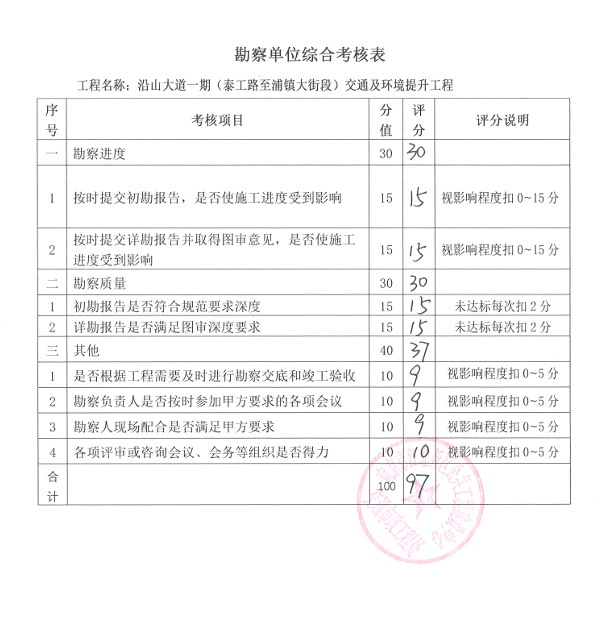 勘察单位综合考核表
工程名称：沿山大道一期（泰工路至浦镇大街段）交通及环境提升工程
序号 考核项目 分值 评分 评分说明
一 勘察进度 30 30
1 按时提交初勘报告，是否使施工进度受到影响 15 15 视影响程度扣 0~15 分
2 按时提交详勘报告并取得图审意见，是否使施工 15 15 视影响程度扣 0~15 分
进度受到影响
二 勘察质量 30 30
1 初勘报告是否符合规范要求深度 15 15 未达标每次扣 2 分
2 详勘报告是否满足图审深度要求 15 15 未达标每次扣 2 分
三 其他 40 37
1 是否根据工程需要及时进行勘察交底和竣工验收 10 9 视影响程度扣 0~5 分
2 勘察负责人是否按时参加甲方要求的各项会议 10 9 视影响程度扣 0~5 分
3 勘察人现场配合是否满足甲方要求 10 9 视影响程度扣 0~5 分
4 各项评审或咨询会议、会务等组织是否得力 10 10 视影响程度扣 0~5 分
合计 100 97